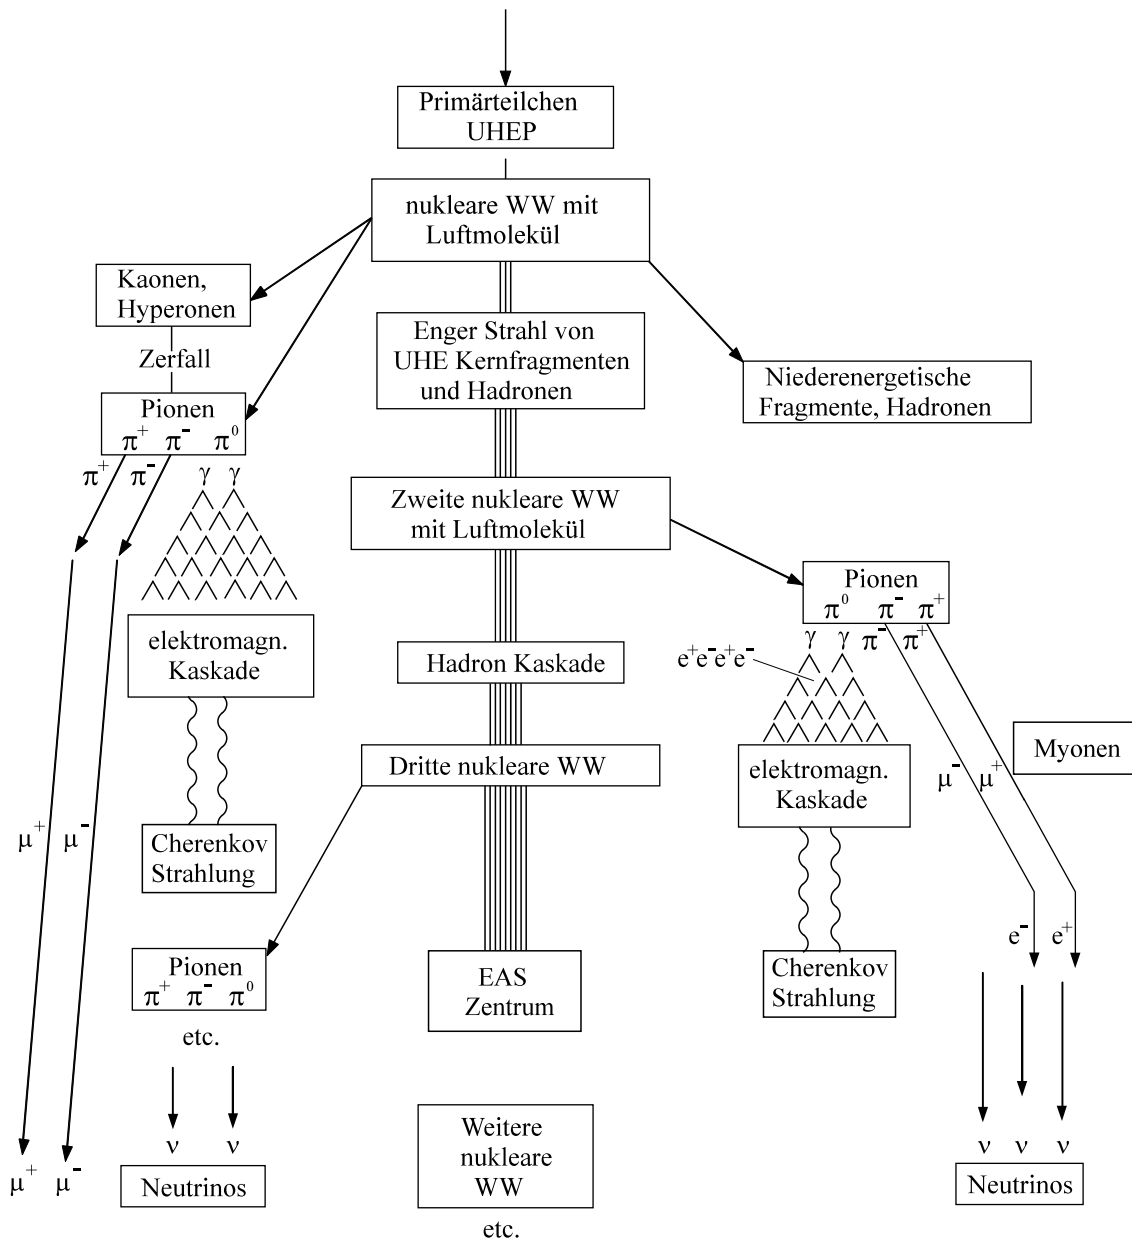 Primärteilchen
UHEP
nukleare WW mit
Luftmolekül
Kaonen,
Hyperonen
Zerfall
Enger Strahl von
UHE Kernfragmenten
und Hadronen
Niederenergetische
Fragmente, Hadronen
Pionen
π⁺ π⁻ π⁰
π⁺ π⁻ γ γ
Zweite nukleare WW
mit Luftmolekül
Pionen
π⁰ π⁻ π⁺
γ γ π⁻ π⁺
e⁺e⁻e⁺e⁻
elektromagn.
Kaskade
Hadron Kaskade
Dritte nukleare WW
elektromagn.
Kaskade
μ⁻ μ⁺
Myonen
μ⁺ μ⁻
Cherenkov
Strahlung
e⁻ e⁺
Pionen
π⁺ π⁻ π⁰
etc.
EAS
Zentrum
Cherenkov
Strahlung
ν ν
Neutrinos
μ⁺ μ⁻
Weitere
nukleare
WW
etc.
ν ν ν
Neutrinos